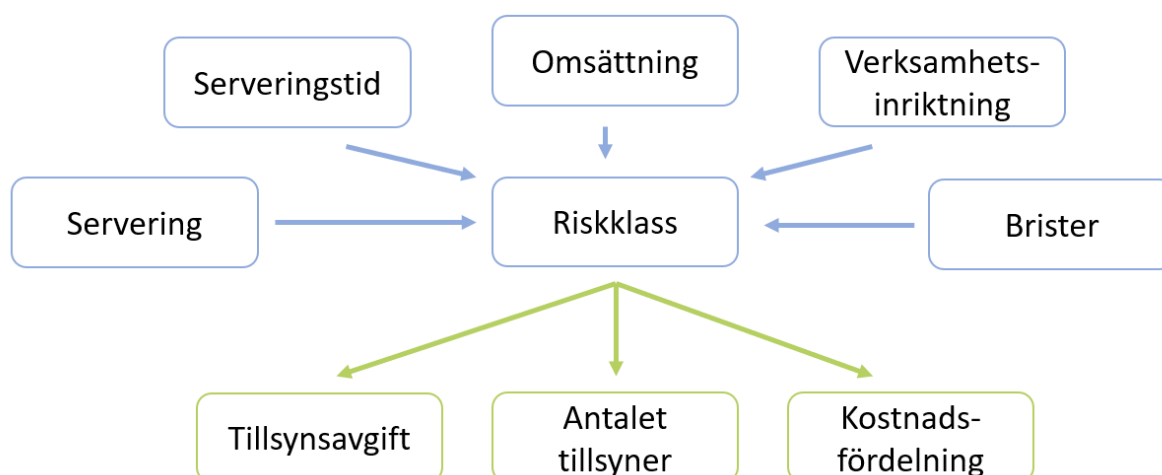 Serveringstid
Omsättning
Verksamhets-
inriktning
Servering
Riskklass
Brister
Tillsynsavgift
Antalet
tillsyner
Kostnads-
fördelning